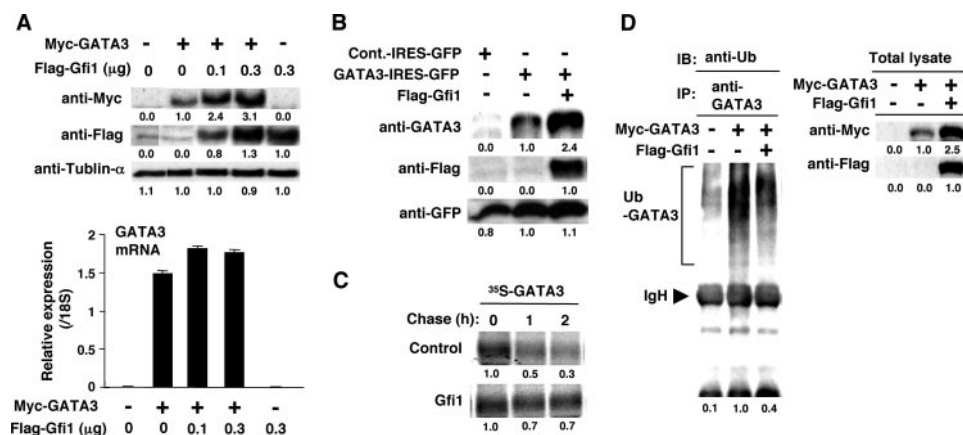 A
Myc-GATA3 - + + + -
Flag-Gfi1 (μg) 0 0 0.1 0.3 0.3
anti-Myc
0.0 1.0 2.4 3.1 0.0
anti-Flag
0.0 0.0 0.8 1.3 1.0
anti-Tublin-α
1.1 1.0 1.0 0.9 1.0
GATA3
mRNA
Relative expression
(/18S)
2
1.5
1
0.5
0
Myc-GATA3 - + + + -
Flag-Gfi1 (μg) 0 0 0.1 0.3 0.3
B
Cont.-IRES-GFP + - -
GATA3-IRES-GFP - + +
Flag-Gfi1 - - +
anti-GATA3
0.0 1.0 2.4
anti-Flag
0.0 0.0 1.0
anti-GFP
0.8 1.0 1.1
C
35S-GATA3
Chase (h): 0 1 2
Control
1.0 0.5 0.3
Gfi1
1.0 0.7 0.7
D
IB: anti-Ub
IP: anti-
GATA3
Myc-GATA3 - + +
Flag-Gfi1 - - +
Ub
-GATA3
IgH
0.1 1.0 0.4
Total lysate
Myc-GATA3 - + +
Flag-Gfi1 - - +
anti-Myc
0.0 1.0 2.5
anti-Flag
0.0 0.0 1.0